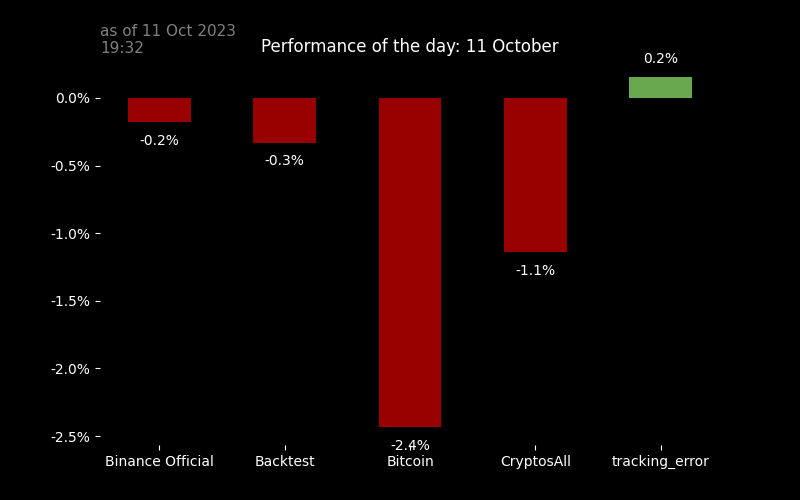 as of 11 Oct 2023
19:32
Performance of the day: 11 October
0.2%
0.0%
-0.2%
-0.3%
-0.5%
-1.0%
-1.1%
-1.5%
-2.0%
-2.5%
-2.4%
Binance Official
Backtest
Bitcoin
CryptosAll
tracking_error